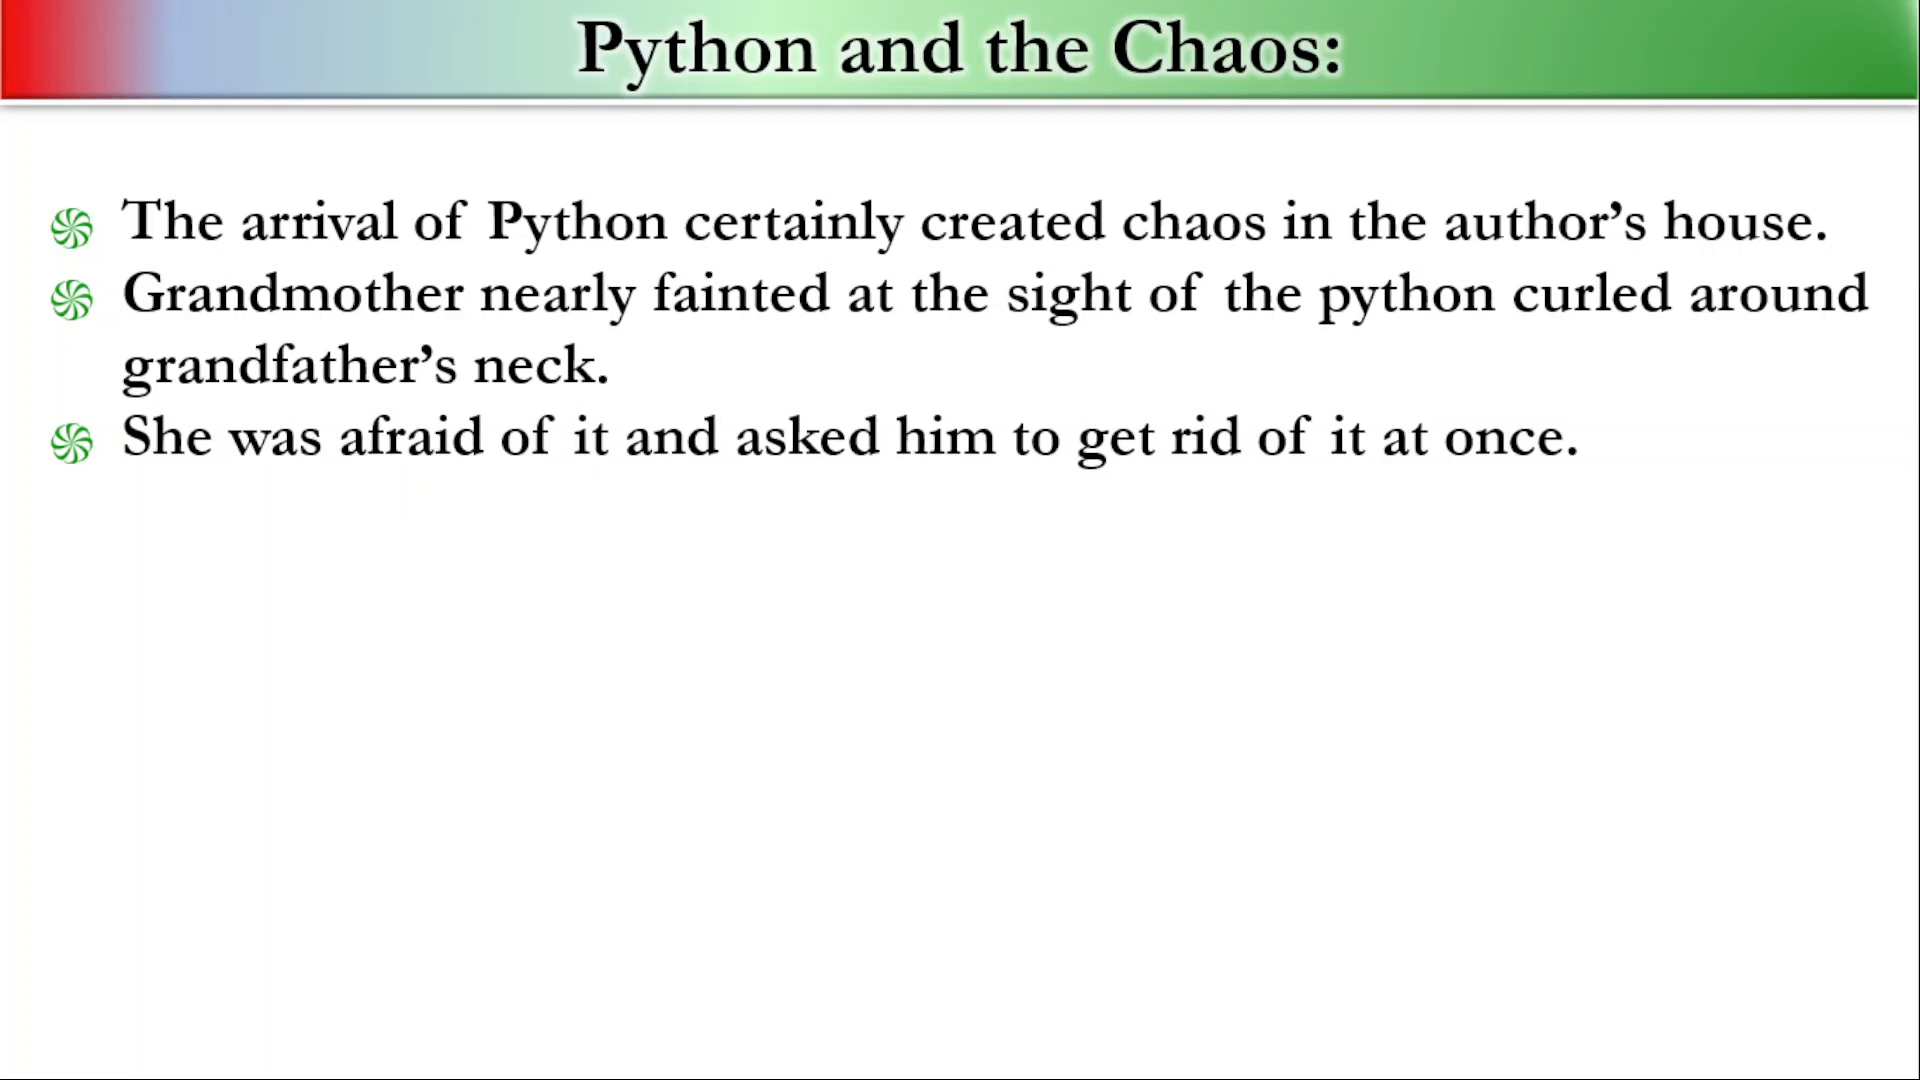 Python and the Chaos:
The arrival of Python certainly created chaos in the author’s house.
Grandmother nearly fainted at the sight of the python curled around
grandfather’s neck.
She was afraid of it and asked him to get rid of it at once.